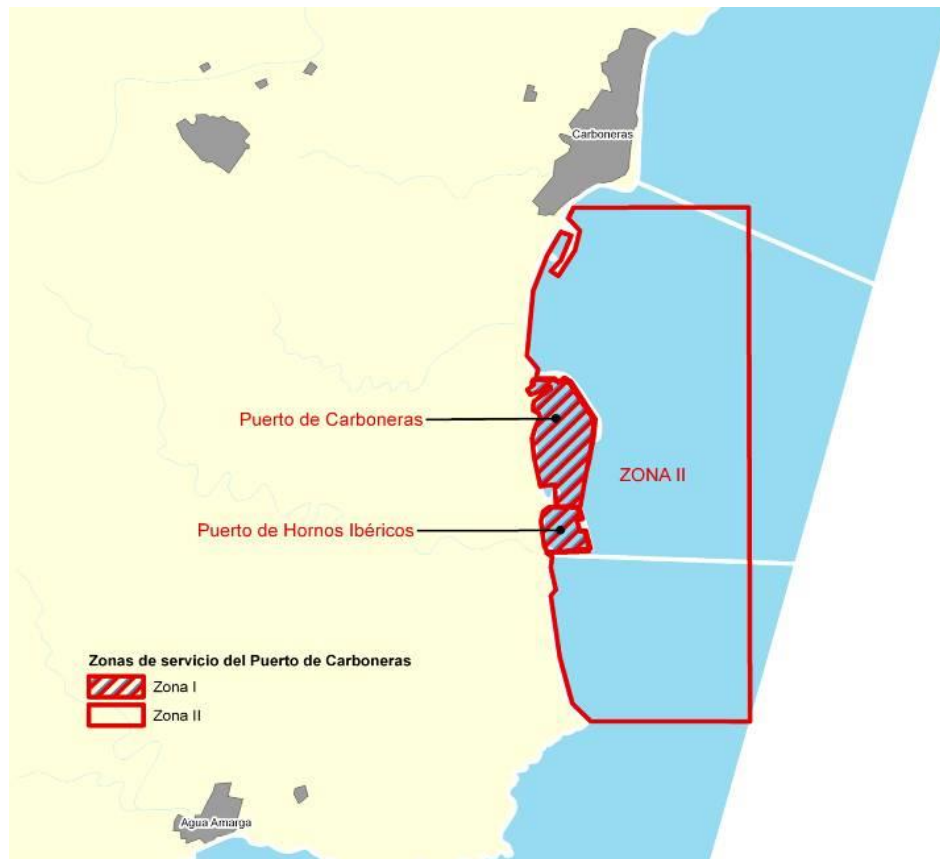 Carboneras
Puerto de Carboneras
ZONA II
Puerto de Hornos Ibéricos
Zonas de servicio del Puerto de Carboneras
Zona I
Zona II
Agua Amarga